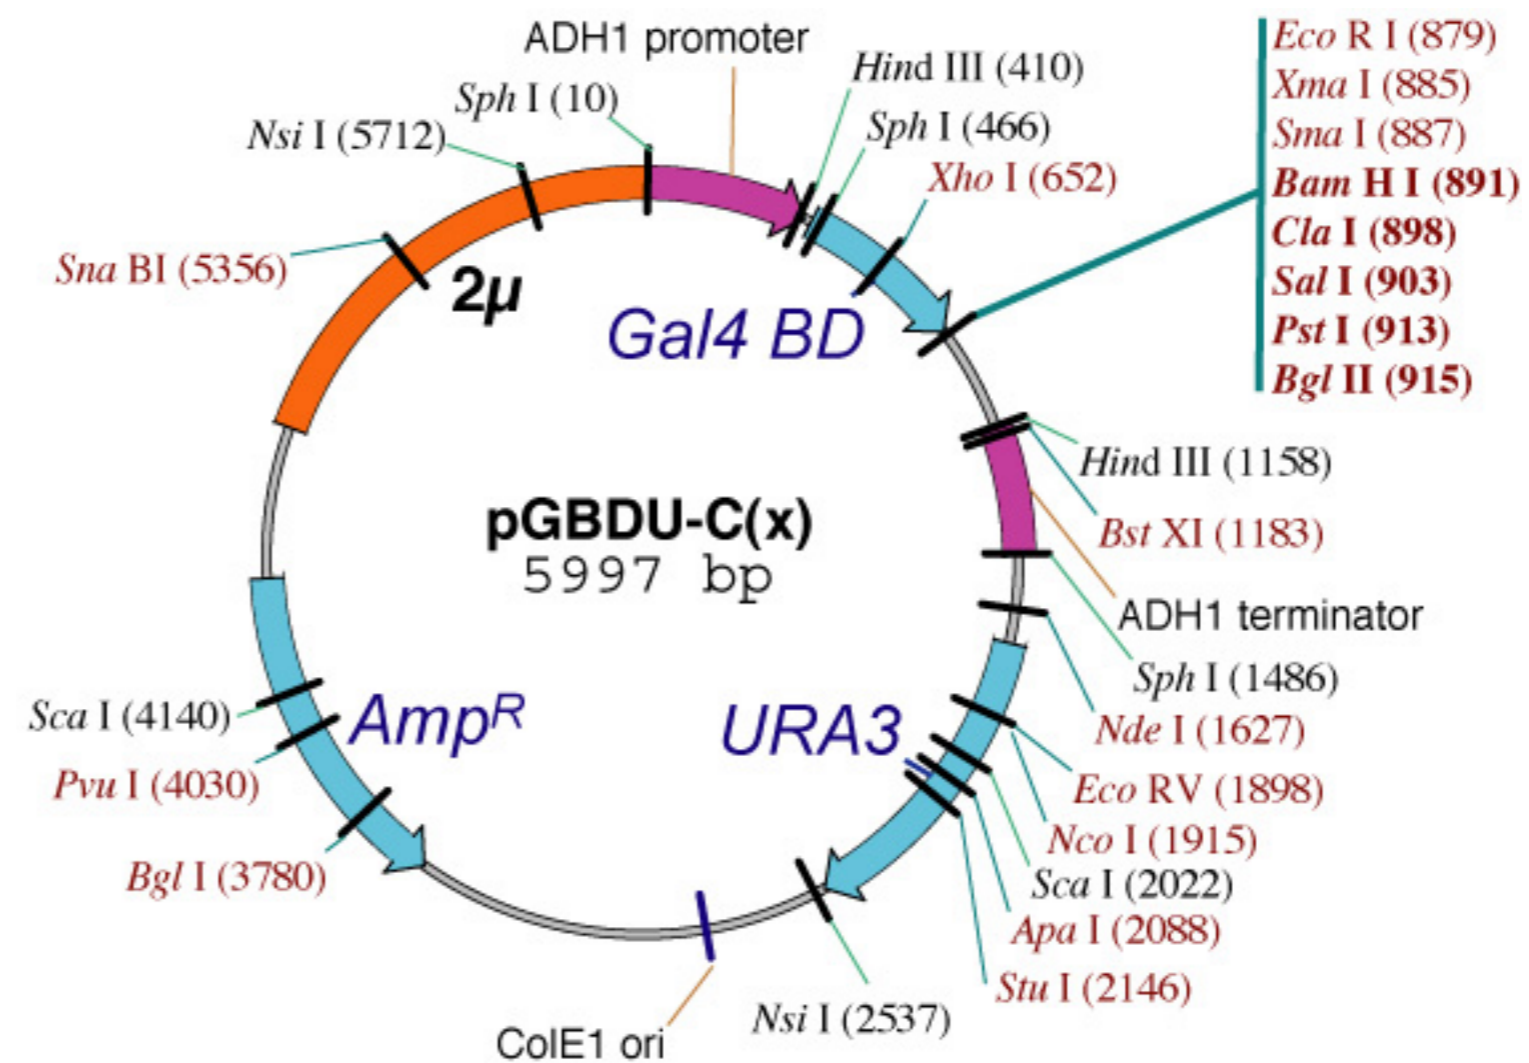 ADH1 promoter
Hind III (410)
Sph I (10)
Nsi I (5712)
Sph I (466)
Xho I (652)
Eco R I (879)
Xma I (885)
Sma I (887)
Bam H I (891)
Cla I (898)
Sal I (903)
Pst I (913)
Bgl II (915)
Sna BI (5356)
2µ
Gal4 BD
Hind III (1158)
Bst XI (1183)
pGBDU-C(x)
5997 bp
ADH1 terminator
Sph I (1486)
Nde I (1627)
Sca I (4140)
AmpR
URA3
Pvu I (4030)
Eco RV (1898)
Nco I (1915)
Bgl I (3780)
Sca I (2022)
Apa I (2088)
Stu I (2146)
Nsi I (2537)
ColE1 ori